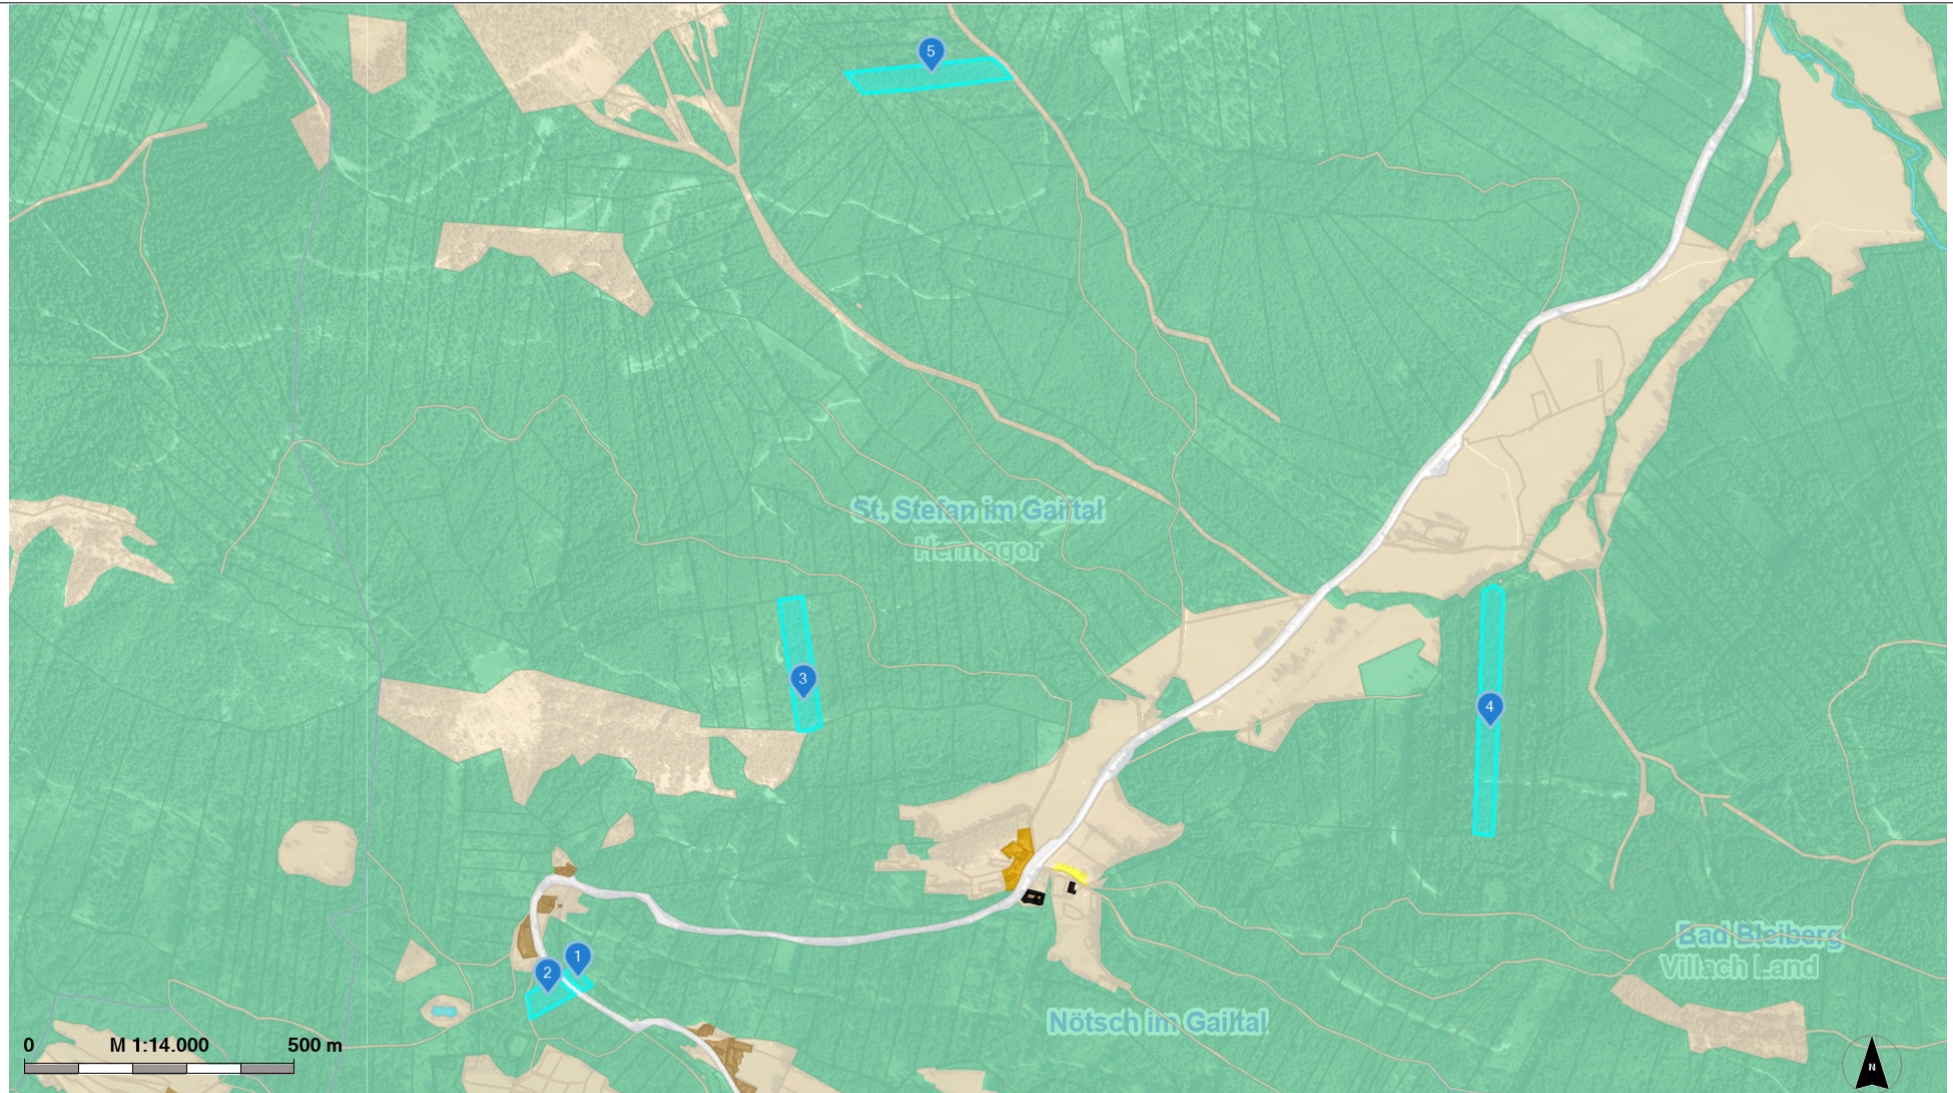 5
St. Stefan im Gailtal
Hermagor
3
4
1
2
Bad Bleiberg
Villach Land
Nötsch im Gailtal
0 M 1:14.000 500 m
N